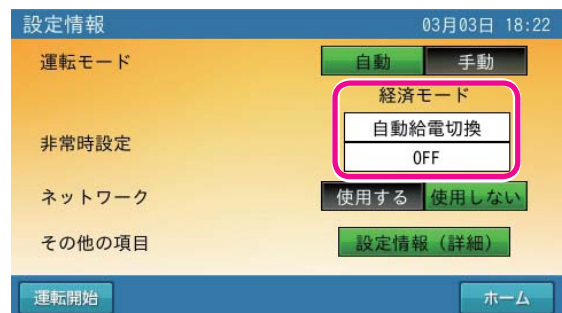 設定情報 03月03日 18:22
運転モード 自動 手動
経済モード
非常時設定 自動給電切換
OFF
ネットワーク 使用する 使用しない
その他の項目 設定情報（詳細）
運転開始 ホーム